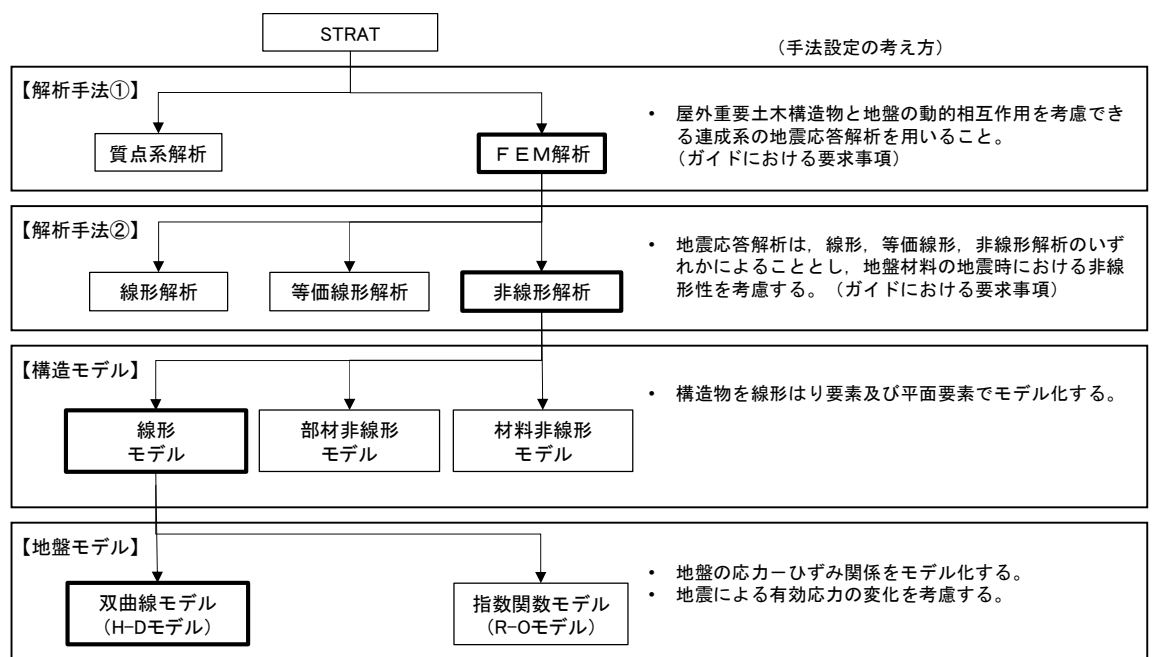 STRAT
（手法設定の考え方）
【解析手法①】
質点系解析
ＦＥＭ解析
• 屋外重要土木構造物と地盤の動的相互作用を考慮でき
る連成系の地震応答解析を用いること。
（ガイドにおける要求事項）
【解析手法②】
線形解析
等価線形解析
非線形解析
• 地震応答解析は，線形，等価線形，非線形解析のいず
れかによることとし，地盤材料の地震時における非線
形性を考慮する。（ガイドにおける要求事項）
【構造モデル】
線形
モデル
部材非線形
モデル
材料非線形
モデル
• 構造物を線形はり要素及び平面要素でモデル化する。
【地盤モデル】
双曲線モデル
（H-Dモデル）
指数関数モデル
（R-Oモデル）
• 地盤の応力－ひずみ関係をモデル化する。
• 地震による有効応力の変化を考慮する。